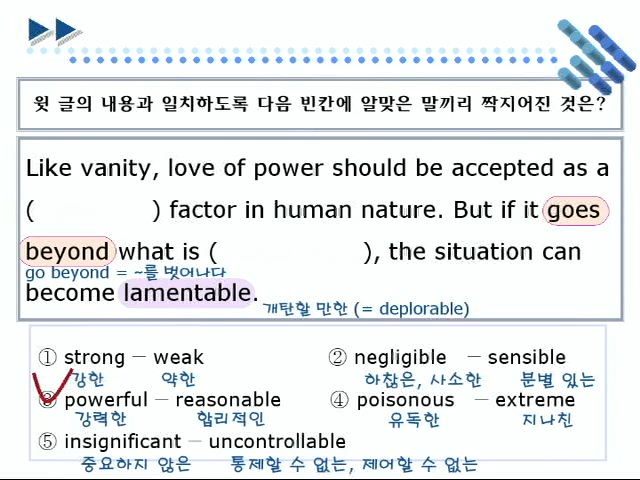 윗 글의 내용과 일치하도록 다음 빈칸에 알맞은 말끼리 짝지어진 것은?
Like vanity, love of power should be accepted as a
( ) factor in human nature. But if it goes
beyond what is ( ), the situation can
go beyond = ~를 벗어나다
become lamentable.
개탄할 만한 (= deplorable)
① strong – weak ② negligible – sensible
강한 약한 하찮은, 사소한 분별 있는
③ powerful – reasonable ④ poisonous – extreme
강력한 합리적인 유독한 지나친
⑤ insignificant – uncontrollable
중요하지 않은 통제할 수 없는, 제어할 수 없는